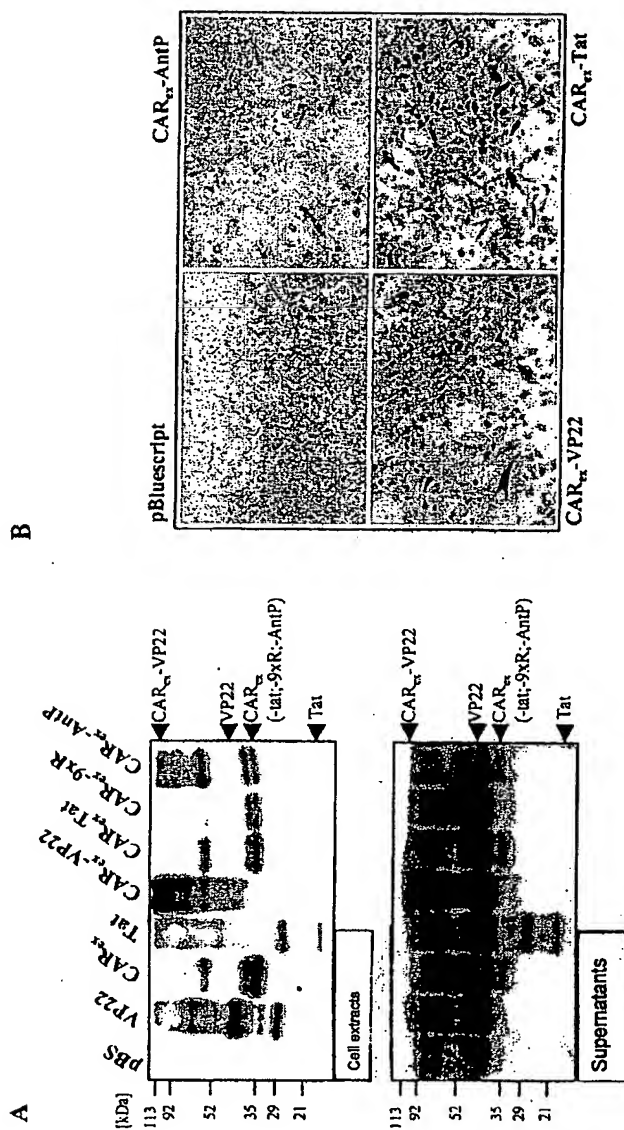 A
[kDa]
pBS
VP22
CARex
Tat
CARex-VP22
CARex-Tat
CARex-9xR
CARex-AntP
113
92
52
35
29
21
CARex-VP22
VP22
CARex
(-tat;-9xR;-AntP)
Tat
Cell extracts
113
92
52
35
29
21
CARex-VP22
VP22
CARex
(-tat;-9xR;-AntP)
Tat
Supernatants
B
pBluescript
CARex-AntP
CARex-VP22
CARex-Tat